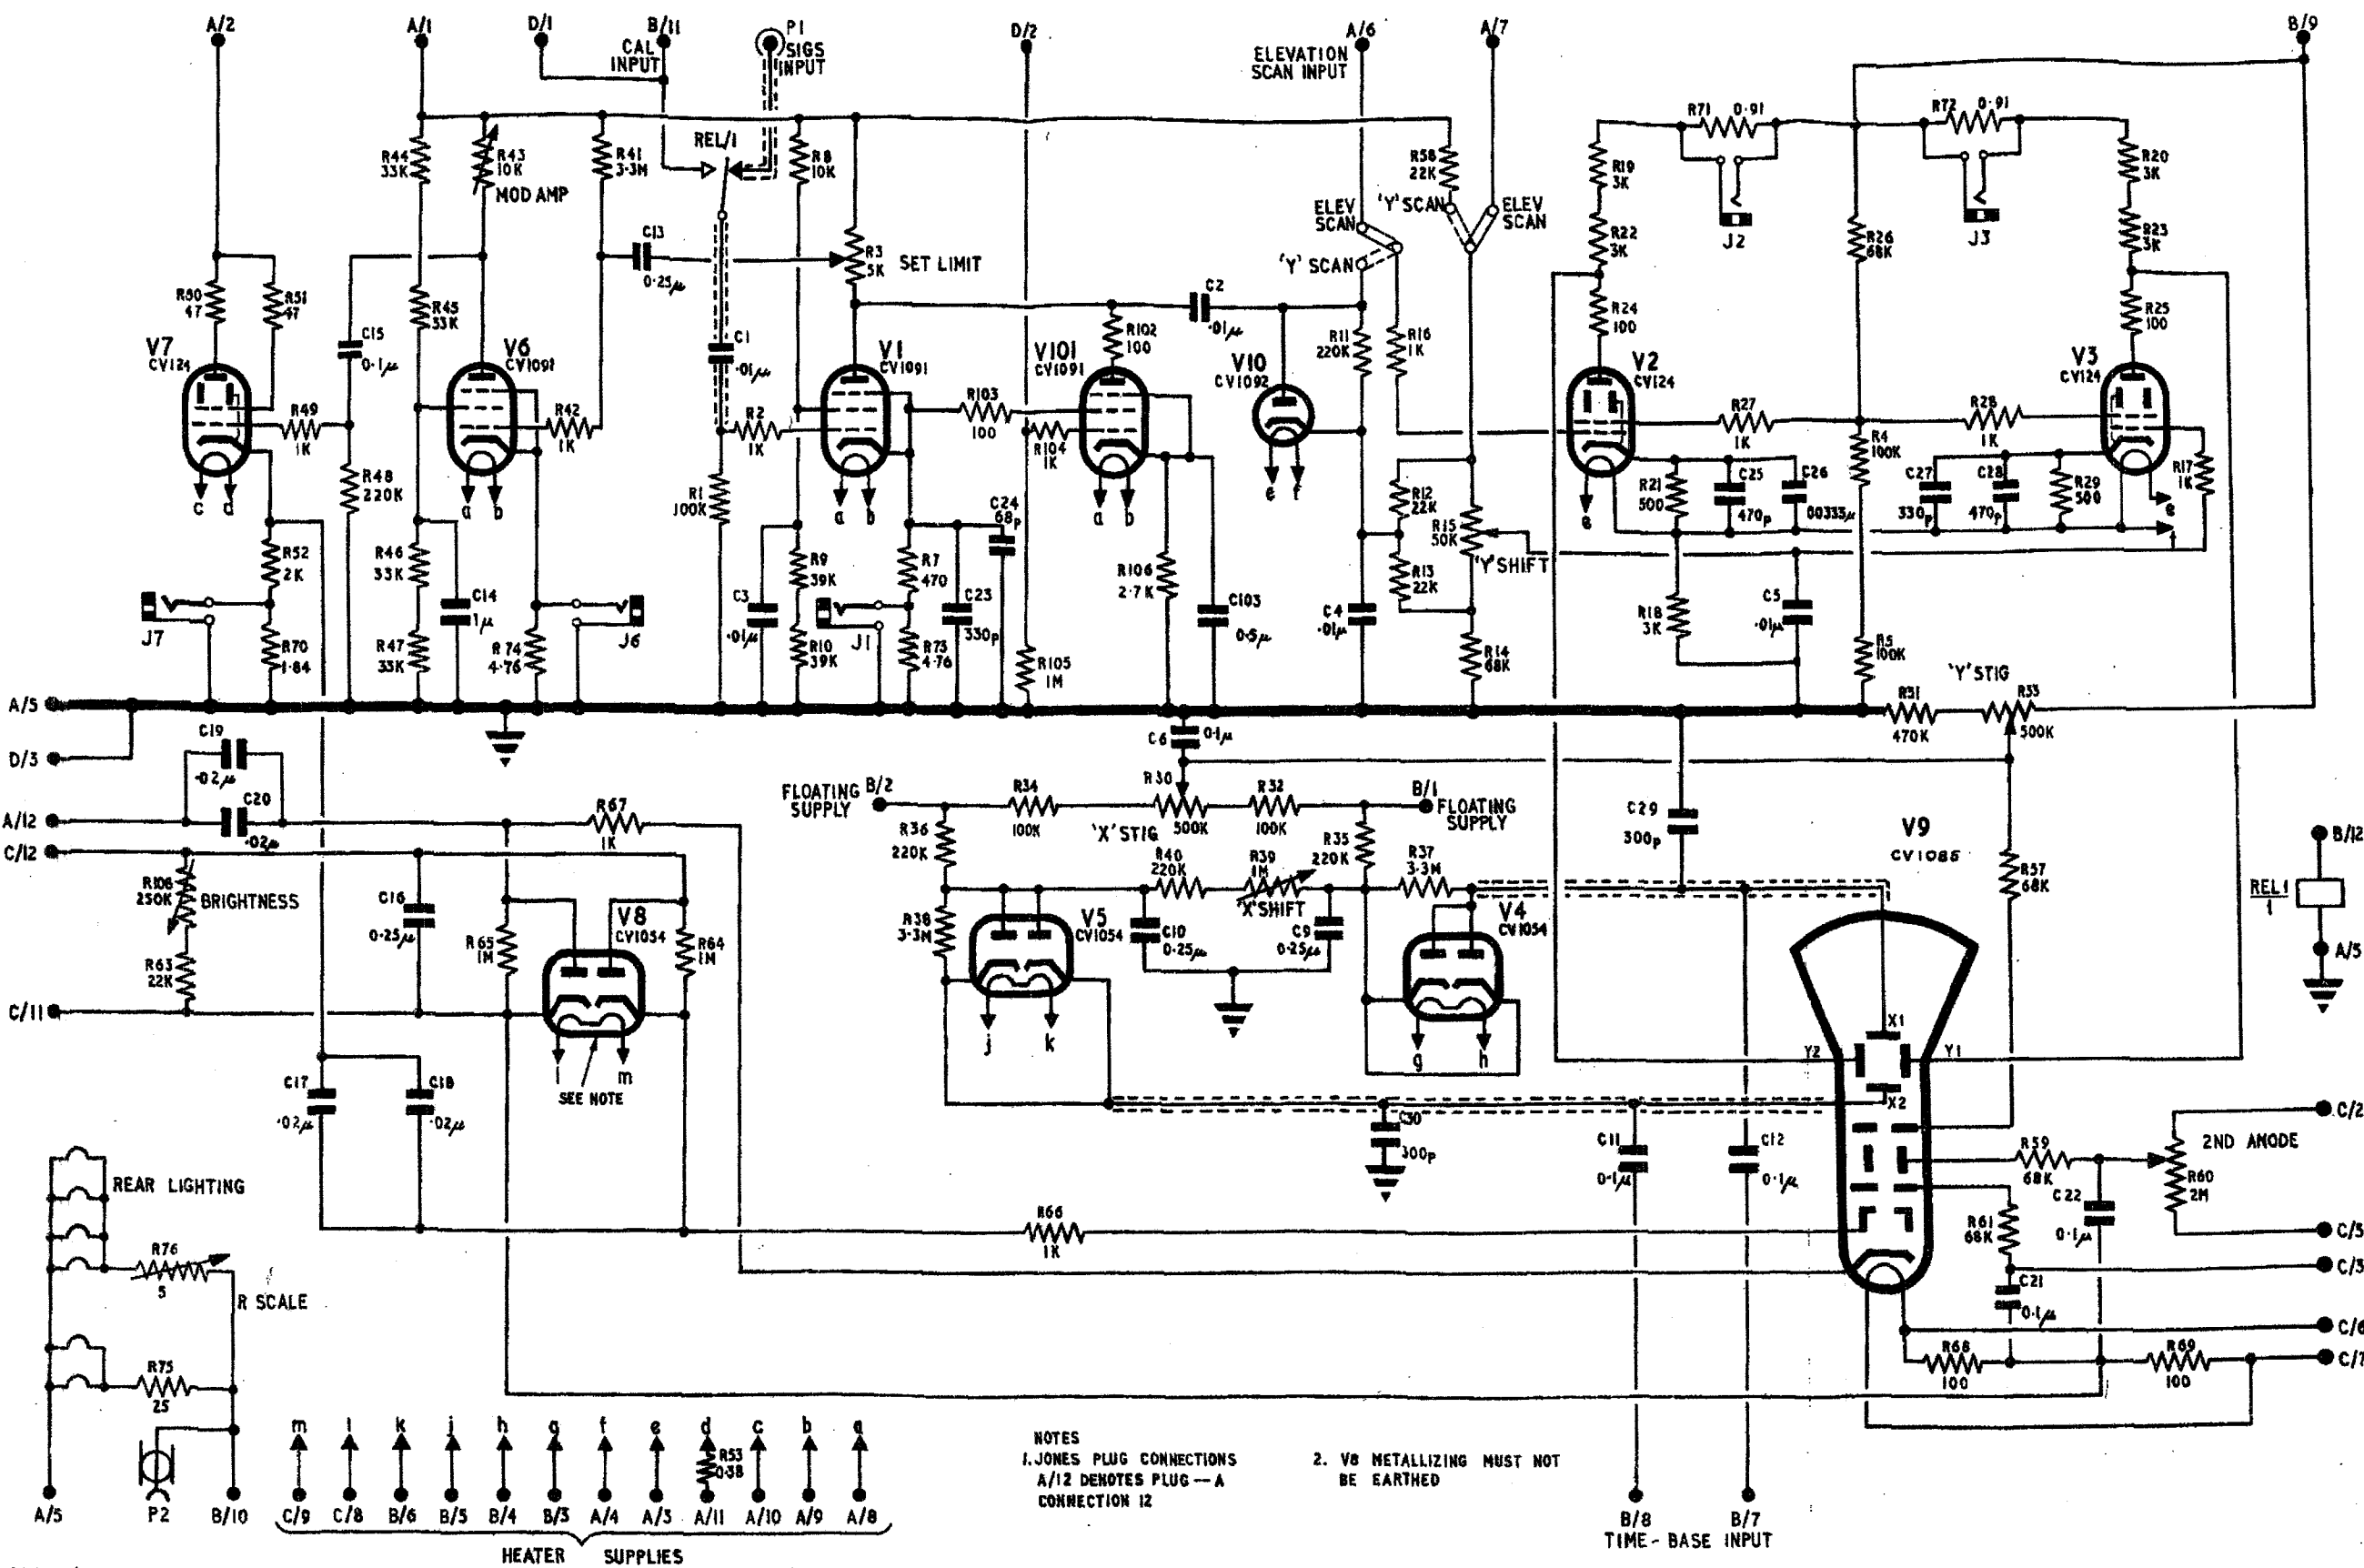 A/2
A/1
D/1
B/11
CAL INPUT
P1
SIGS INPUT
D/2
ELEVATION SCAN INPUT
A/6
A/7
B/9
R44
33K
R43
10K
MOD AMP
R41
3·3M
REL/1
R8
10K
R58
22K
R71 0·91
R72 0·91
R19
3K
R20
3K
ELEV SCAN
'Y' SCAN
ELEV SCAN
R22
3K
J2
R26
68K
J3
R23
3K
C13
0·25µ
R3
5K
SET LIMIT
'Y' SCAN
R50
47
R51
47
R45
33K
C15
0·1µ
C2
·01µ
R102
100
R11
220K
R16
1K
R24
100
R25
100
V7
CV124
V6
CV1091
C1
·01µ
V1
CV1091
V101
CV1091
V10
CV1092
V2
CV124
V3
CV124
R49
1K
R42
1K
R2
1K
R103
100
R104
1K
R27
1K
R28
1K
R4
100K
c
d
R48
220K
a
b
R1
100K
a
b
C24
68p
a
b
e
f
R12
22K
R15
50K
'Y' SHIFT
e
R21
500
C25
470p
C26
00335µ
C27
330p
C28
470p
R29
500
R17
1K
e
R52
2K
R46
33K
C14
1µ
R9
39K
R7
470
R106
2·7K
R13
22K
J7
R70
1·84
R47
33K
R74
4·76
J6
C3
·01µ
R10
39K
J1
R73
4·76
C23
330p
R105
1M
C103
0·5µ
C4
·01µ
R14
68K
R18
3K
C5
·01µ
R5
100K
'Y' STIG
A/5
R31
470K
R33
500K
D/3
C19
·02µ
C6
0·1µ
A/12
C20
·02µ
R67
1K
FLOATING SUPPLY
B/2
R34
100K
R30
500K
'X' STIG
R32
100K
B/1
FLOATING SUPPLY
C29
300p
V9
CV1085
B/12
C/12
R36
220K
R35
220K
R40
220K
R39
1M
'X' SHIFT
R37
3·3M
R57
68K
R108
250K
BRIGHTNESS
C16
0·25µ
V8
CV1054
R38
3·3M
V5
CV1054
C10
0·25µ
C9
0·25µ
V4
CV1054
REL1
1
R63
22K
R65
1M
R64
1M
A/5
C/11
l
m
j
k
g
h
X1
Y2
Y1
X2
SEE NOTE
C17
·02µ
C18
·02µ
C30
300p
C11
0·1µ
C12
0·1µ
C/2
2ND ANODE
R59
68K
R60
2M
REAR LIGHTING
R66
1K
C22
0·1µ
R61
68K
C/5
C/3
R76
5
R SCALE
C21
0·1µ
C/6
R75
25
R68
100
R69
100
C/7
m
l
k
j
h
g
f
e
d
c
b
a
R53
0·38
NOTES
1. JONES PLUG CONNECTIONS
A/12 DENOTES PLUG — A
CONNECTION 12
2. V8 METALLIZING MUST NOT
BE EARTHED
A/5
P2
B/10
C/9
C/8
B/6
B/5
B/4
B/3
A/4
A/3
A/11
A/10
A/9
A/8
B/8
B/7
TIME-BASE INPUT
HEATER SUPPLIES